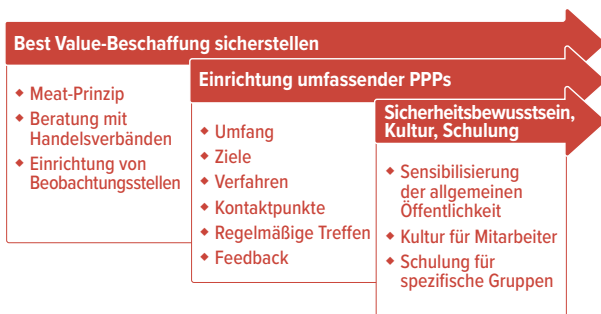 Best Value-Beschaffung sicherstellen
◆ Meat-Prinzip
◆ Beratung mit
Handelsverbänden
◆ Einrichtung von
Beobachtungsstellen
Einrichtung umfassender PPPs
◆ Umfang
◆ Ziele
◆ Verfahren
◆ Kontaktpunkte
◆ Regelmäßige Treffen
◆ Feedback
Sicherheitsbewusstsein,
Kultur, Schulung
◆ Sensibilisierung
der allgemeinen
Öffentlichkeit
◆ Kultur für Mitarbeiter
◆ Schulung für
spezifische Gruppen